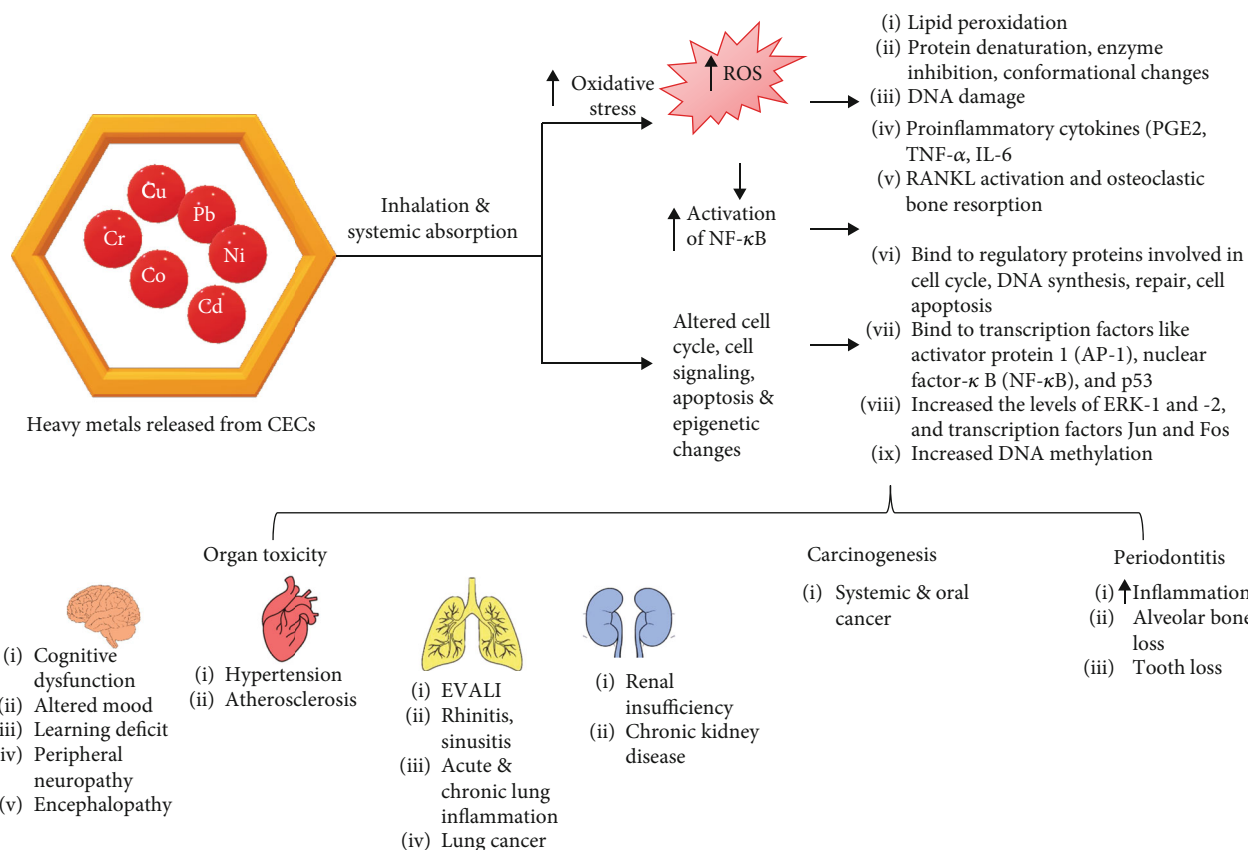 Cu
Pb
Cr
Ni
Co
Cd
Heavy metals released from CECs
Inhalation &
systemic absorption
Oxidative
stress
ROS
Activation
of NF-κB
Altered cell
cycle, cell
signaling,
apoptosis &
epigenetic
changes
(i) Lipid peroxidation
(ii) Protein denaturation, enzyme
inhibition, conformational changes
(iii) DNA damage
(iv) Proinflammatory cytokines (PGE2,
TNF-α, IL-6
(v) RANKL activation and osteoclastic
bone resorption
(vi) Bind to regulatory proteins involved in
cell cycle, DNA synthesis, repair, cell
apoptosis
(vii) Bind to transcription factors like
activator protein 1 (AP-1), nuclear
factor-κ B (NF-κB), and p53
(viii) Increased the levels of ERK-1 and -2,
and transcription factors Jun and Fos
(ix) Increased DNA methylation
Organ toxicity
(i) Cognitive
dysfunction
(ii) Altered mood
iii) Learning deficit
iv) Peripheral
neuropathy
(v) Encephalopathy
(i) Hypertension
(ii) Atherosclerosis
(i) EVALI
(ii) Rhinitis,
sinusitis
(iii) Acute &
chronic lung
inflammation
(iv) Lung cancer
(i) Renal
insufficiency
(ii) Chronic kidney
disease
Carcinogenesis
(i) Systemic & oral
cancer
Periodontitis
(i) Inflammation
(ii) Alveolar bone
loss
(iii) Tooth loss